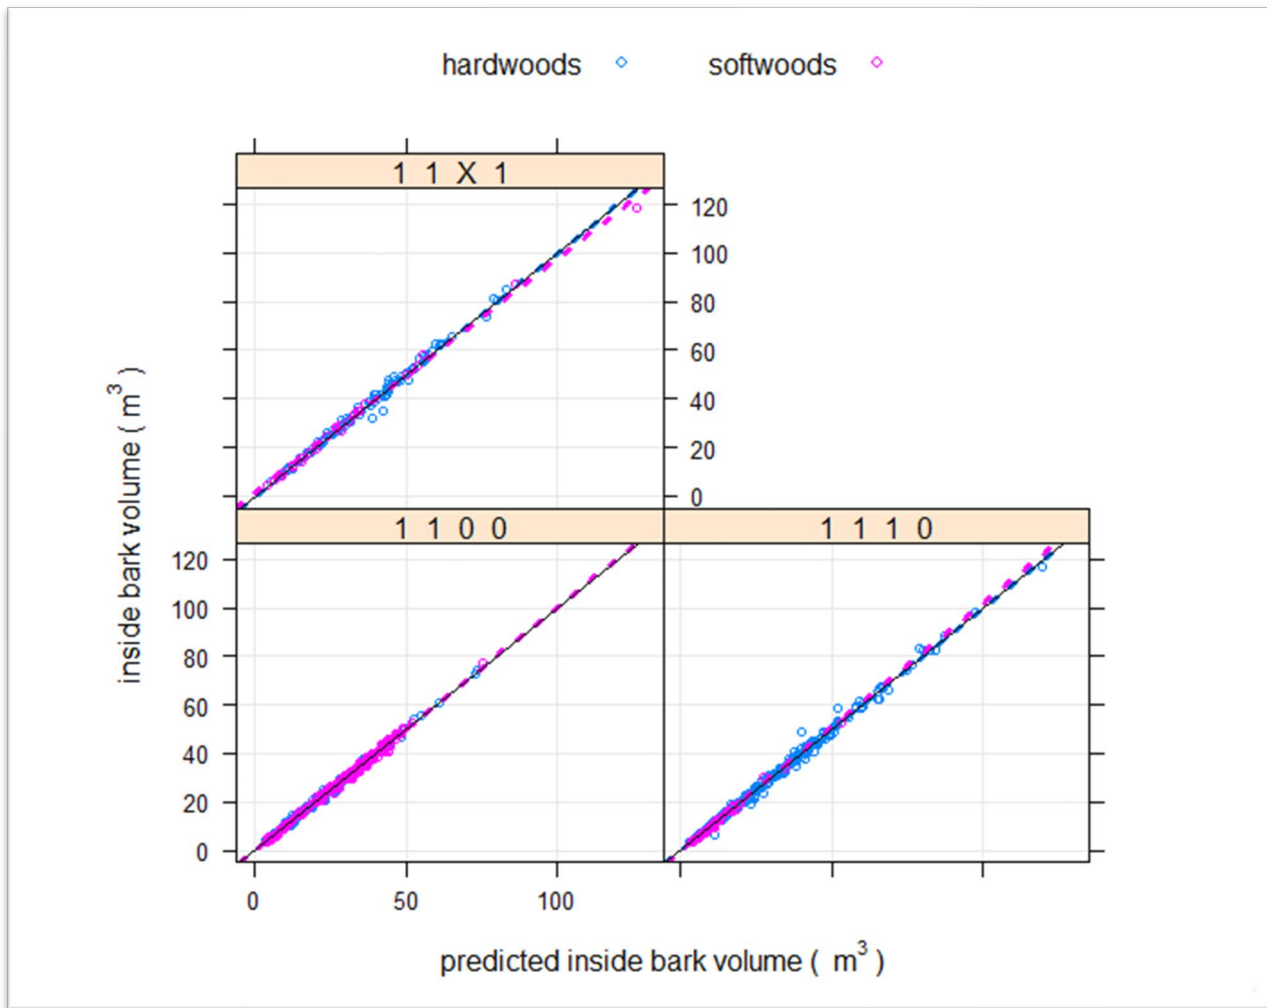 hardwoods softwoods
1 1 X 1
120
100
80
60
40
20
0
inside bark volume ( m³ )
1 1 0 0 1 1 1 0
120
100
80
60
40
20
0
0 50 100
predicted inside bark volume ( m³ )